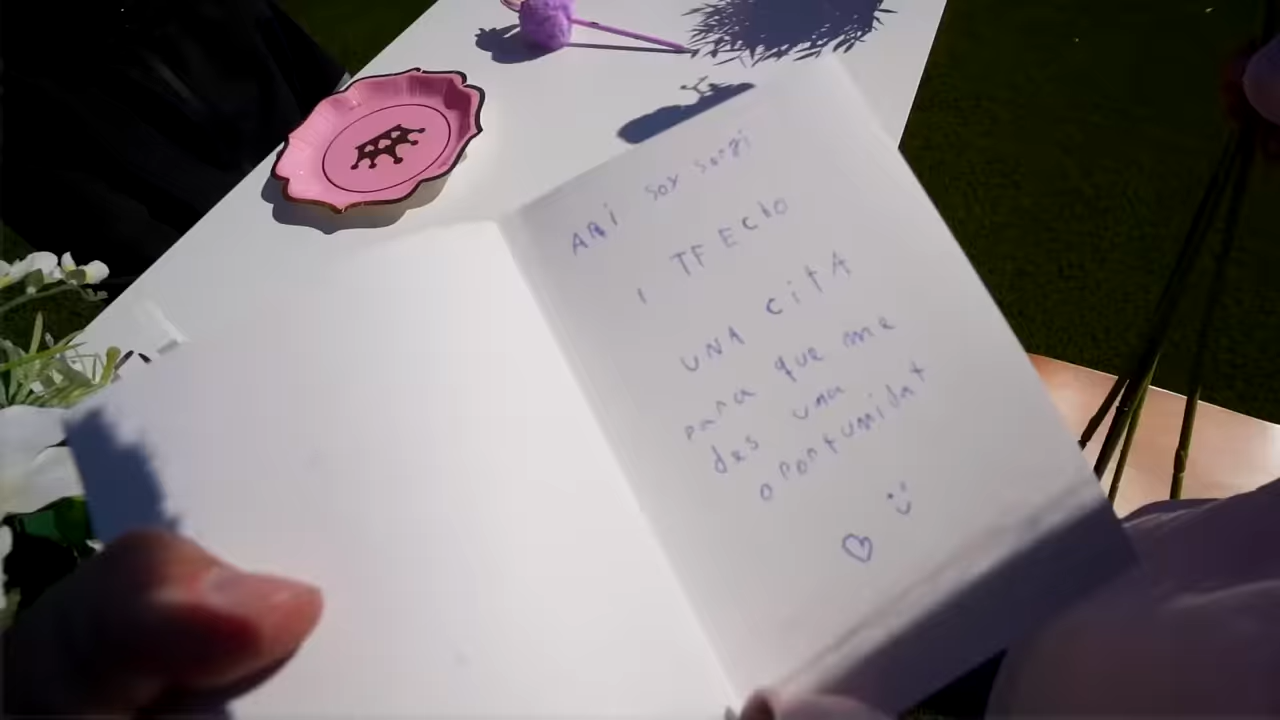 ARi soy sergi
i TE Echo
UNA CitA
para que me
des una
oportunidat